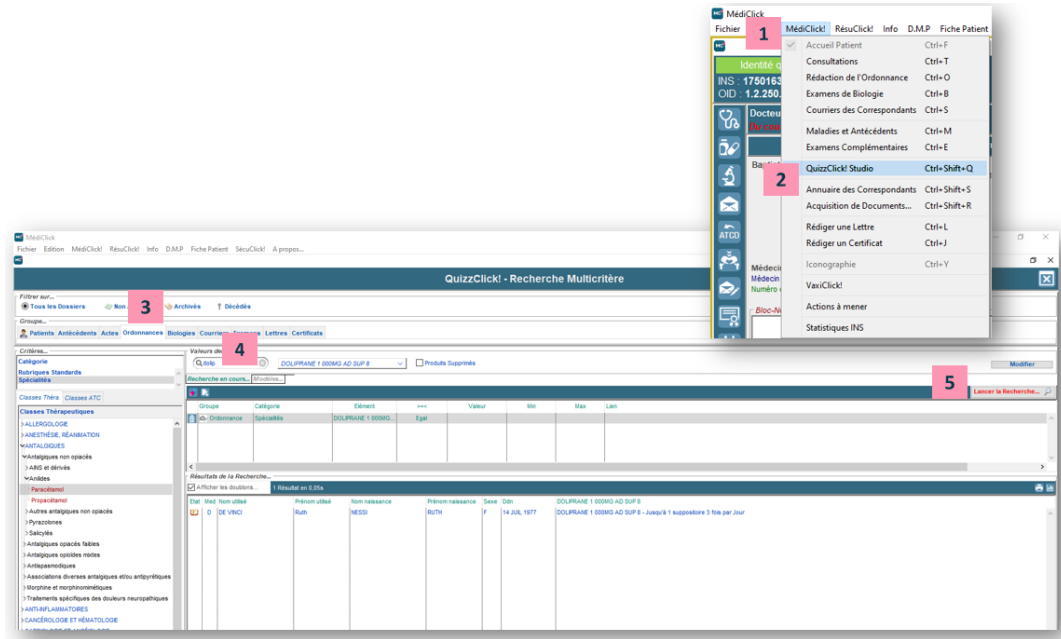 MédiClick
Fichier
1
MédiClick! RésuClick! Info D.M.P Fiche Patient
Accueil Patient Ctrl+F
Identité q
Consultations Ctrl+T
INS : 1750163
Rédaction de l'Ordonnance Ctrl+O
OID : 1.2.250.
Examens de Biologie Ctrl+B
Courriers des Correspondants Ctrl+S
Docteu
Maladies et Antécédents Ctrl+M
Examens Complémentaires Ctrl+E
2
QuizzClick! Studio Ctrl+Shift+Q
Annuaire des Correspondants Ctrl+Shift+S
Acquisition de Documents... Ctrl+Shift+R
Rédiger une Lettre Ctrl+L
ATCD
Rédiger un Certificat Ctrl+J
Iconographie Ctrl+Y
Médeci
Médecin
VaxiClick!
Numéro
Actions à mener
Bloc-No
Statistiques INS
MédiClick
Fichier Edition MédiClick! RésuClick! Info D.M.P Fiche Patient SécuClick! A propos...
QuizzClick! - Recherche Multicritère
Filtrer sur...
3
Tous les Dossiers Non Archivés Décédés
Groupe...
Patients Antécédents Actes Ordonnances Biologies Courriers Examens Lettres Certificats
4
Critères...
Valeurs de
Catégorie
dolip DOLIPRANE 1 000MG AD SUP 8 Produits Supprimés Modifier
Rubriques Standards
Spécialités
Recherche en cours... Modèles...
5
Lancer la Recherche...
Classes Théra Classes ATC
Classes Thérapeutiques
Groupe Catégorie Elément >=< Valeur Min Max Lien
Ordonnance Spécialités DOLIPRANE 1 000MG... Egal
ALLERGOLOGIE
ANESTHÉSIE, RÉANIMATION
ANTALGIQUES
Antalgiques non opiacés
AINS et dérivés
Anilides
Paracétamol
Propacétamol
Autres antalgiques non opiacés
Pyrazolones
Salicylés
Antalgiques opiacés faibles
Antalgiques opioïdes mixtes
Antispasmodiques
Associations diverses antalgiques et/ou antipyrétiques
Morphine et morphinomimétiques
Traitements spécifiques des douleurs neuropathiques
ANTI-INFLAMMATOIRES
CANCÉROLOGIE ET HÉMATOLOGIE
Résultats de la Recherche...
Afficher les doublons... 1 Résultat en 0,05s
Etat Med Nom utilisé Prénom utilisé Nom naissance Prénom naissance Sexe Ddn DOLIPRANE 1 000MG AD SUP 8
D DE VINCI Ruth NESSI RUTH F 14 JUIL 1977 DOLIPRANE 1 000MG AD SUP 8 - Jusqu'à 1 suppositoire 3 fois par Jour